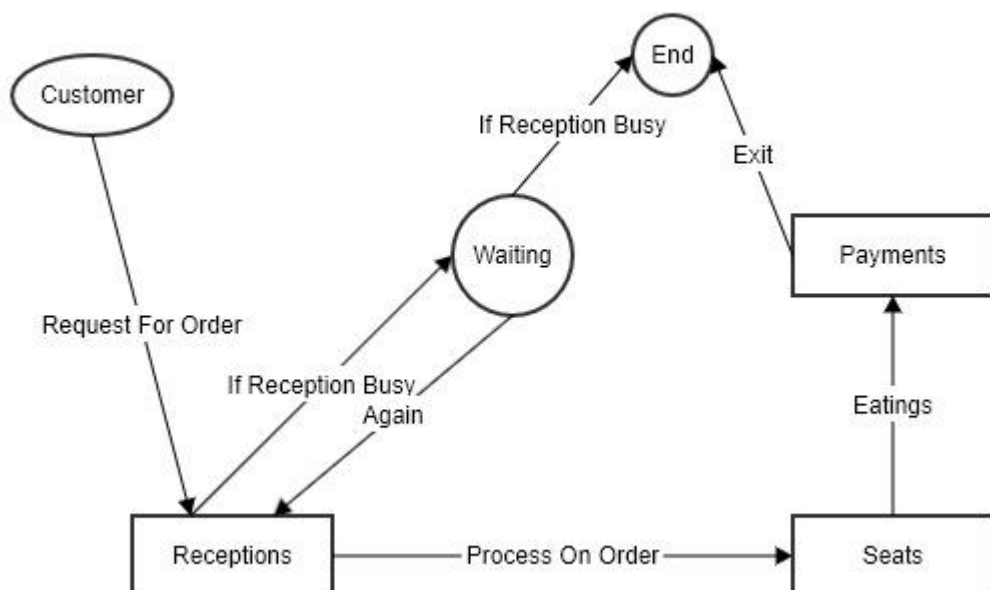 End
Customer
If Reception Busy
Exit
Waiting
Payments
Request For Order
If Reception Busy
Again
Eatings
Receptions
Process On Order
Seats